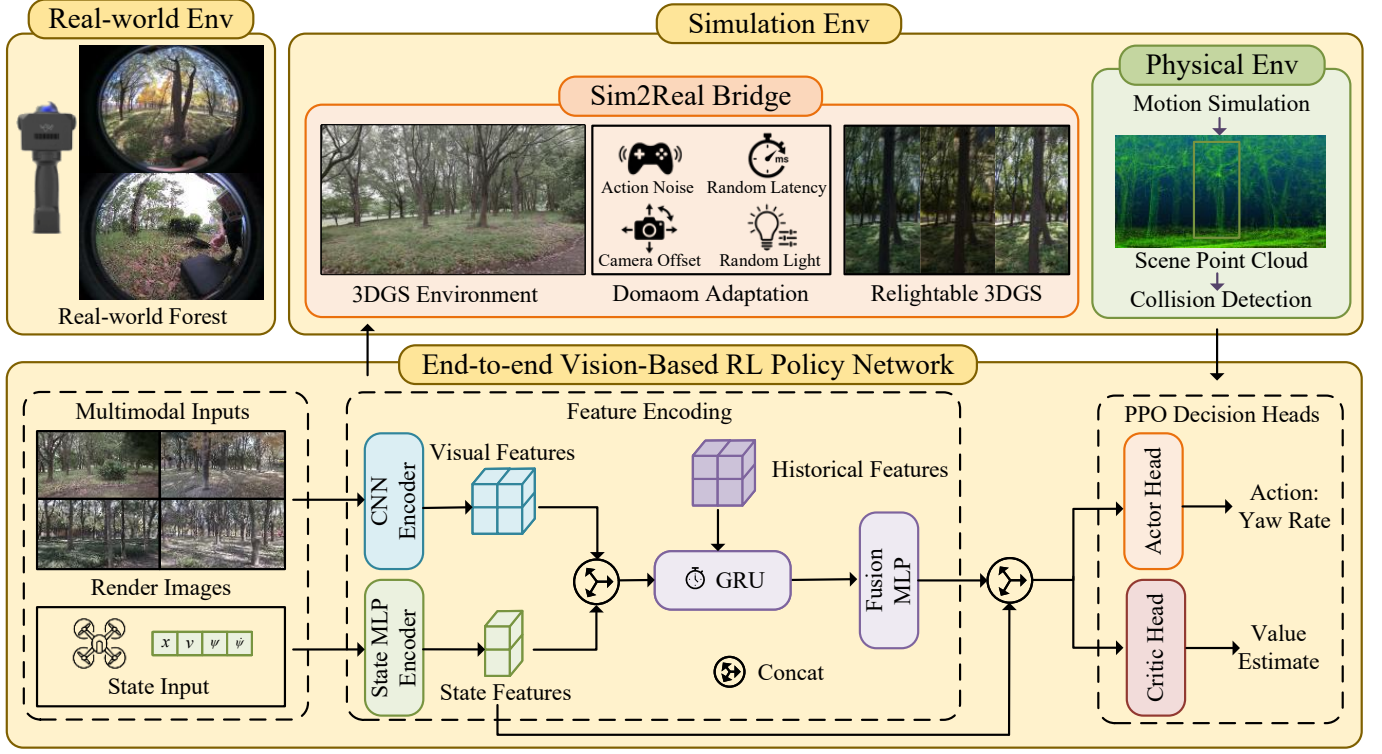 Real-world Env
Real-world Forest
Simulation Env
Sim2Real Bridge
3DGS Environment
Action Noise
ms
Random Latency
Camera Offset
Random Light
Domaom Adaptation
Relightable 3DGS
Physical Env
Motion Simulation
Scene Point Cloud
Collision Detection
End-to-end Vision-Based RL Policy Network
Multimodal Inputs
Render Images
x v ψ ψ̇
State Input
Feature Encoding
CNN
Encoder
Visual Features
State MLP
Encoder
State Features
Historical Features
GRU
Fusion
MLP
Concat
PPO Decision Heads
Actor Head
Action:
Yaw Rate
Critic Head
Value
Estimate